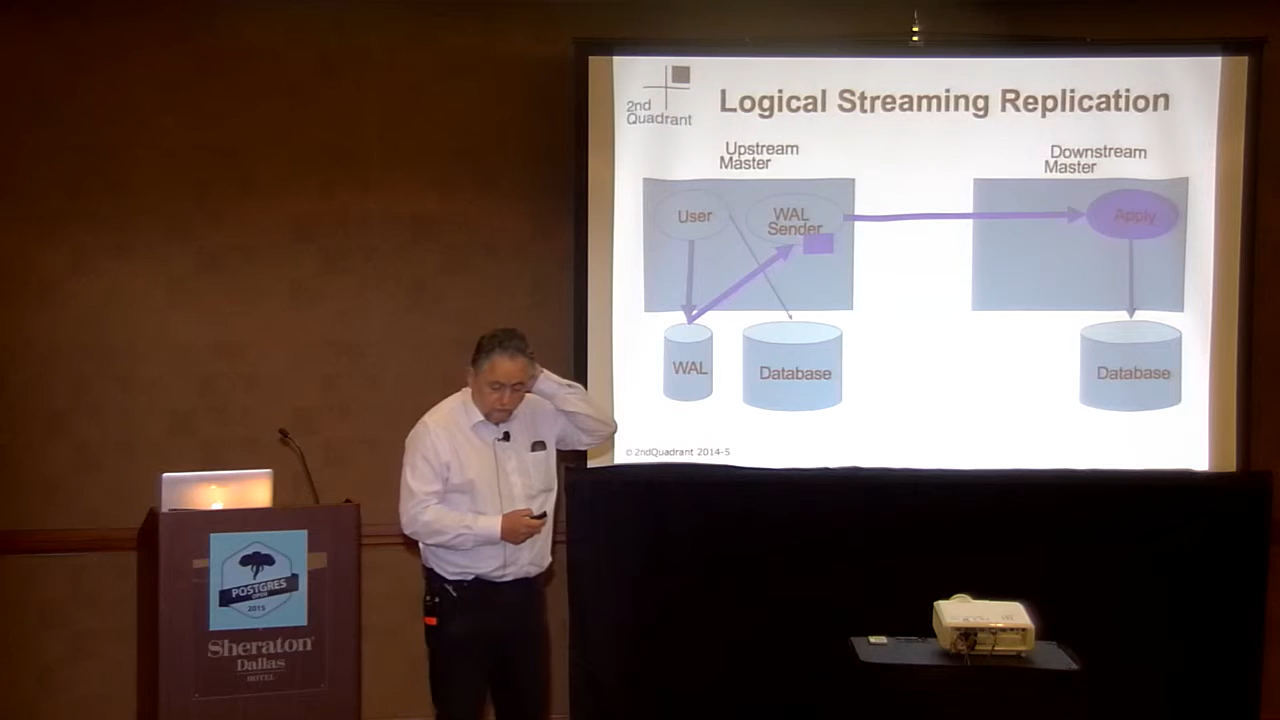 2nd
Quadrant
Logical Streaming Replication
Upstream
Master
Downstream
Master
User
WAL
Sender
Apply
WAL
Database
Database
© 2ndQuadrant 2014-5
POSTGRES
OPEN
2015
Sheraton
Dallas
HOTEL